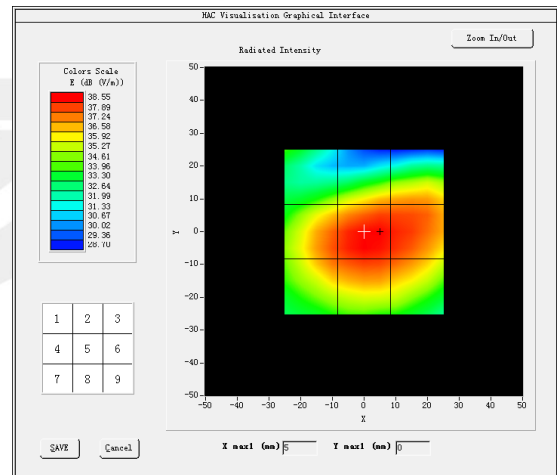 HAC Visualisation Graphical Interface
Zoom In/Out
Radiated Intensity
Colors Scale
E (dB (V/m))
38.55
37.89
37.24
36.58
35.92
35.27
34.61
33.96
33.30
32.64
31.99
31.33
30.67
30.02
29.36
28.70
50
40
30
20
10
0
-10
-20
-30
-40
-50
Y
-50 -40 -30 -20 -10 0 10 20 30 40 50
X
1 2 3
4 5 6
7 8 9
SAVE Cancel
X max1 (mm) 5 Y max1 (mm) 0